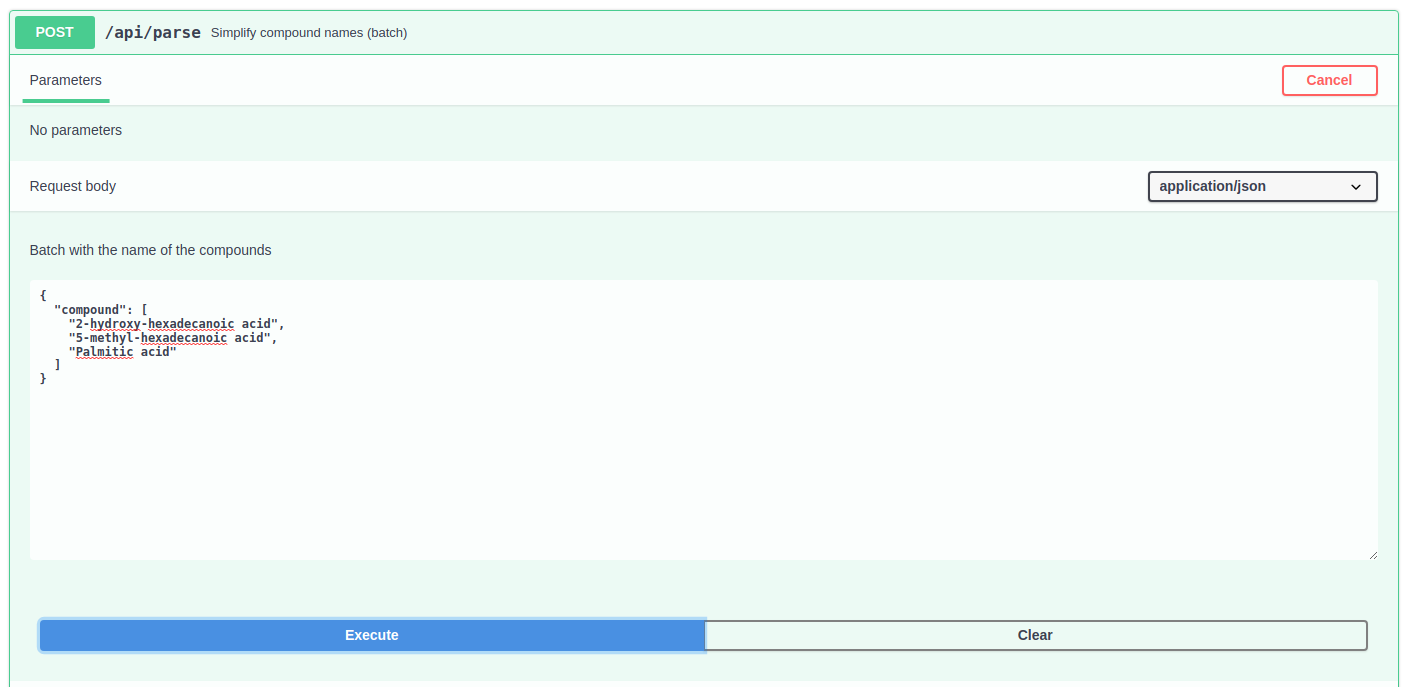 POST /api/parse Simplify compound names (batch)
Parameters Cancel
No parameters
Request body application/json
Batch with the name of the compounds
{
  "compound": [
    "2-hydroxy-hexadecanoic acid",
    "5-methyl-hexadecanoic acid",
    "Palmitic acid"
  ]
}
Execute Clear